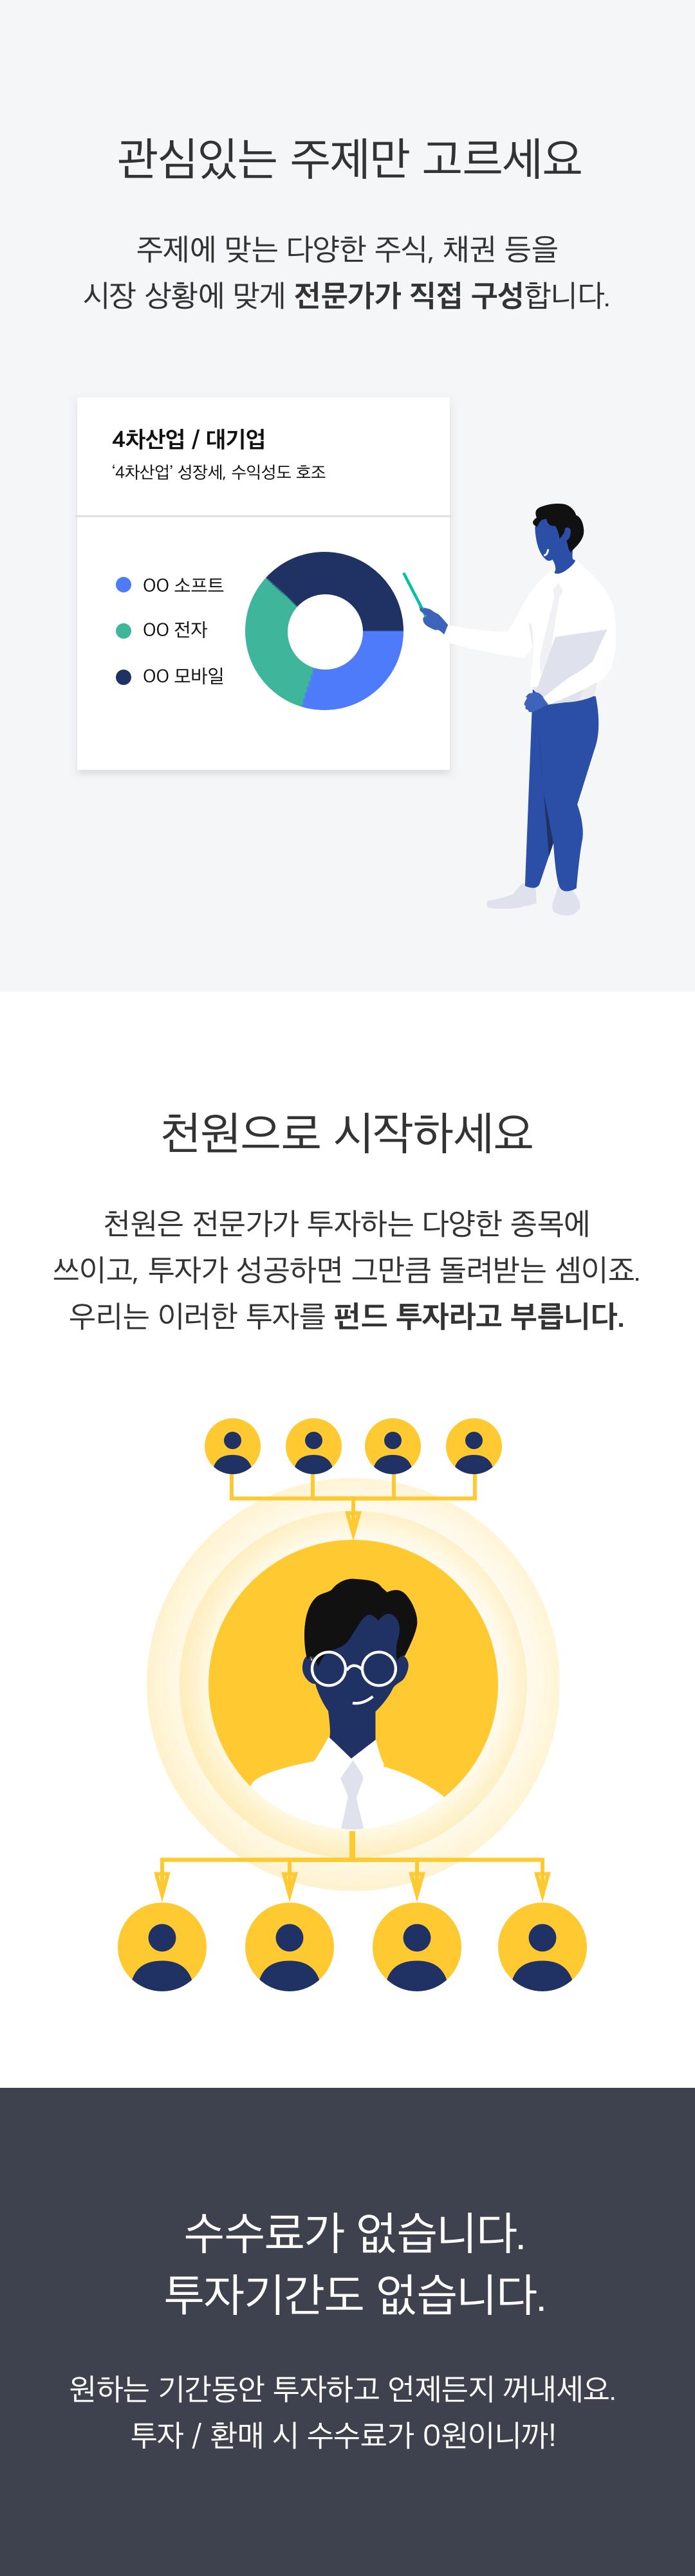 관심있는 주제만 고르세요
주제에 맞는 다양한 주식, 채권 등을
시장 상황에 맞게 전문가가 직접 구성합니다.
4차산업 / 대기업
‘4차산업’ 성장세, 수익성도 호조
OO 소프트
OO 전자
OO 모바일
천원으로 시작하세요
천원은 전문가가 투자하는 다양한 종목에
쓰이고, 투자가 성공하면 그만큼 돌려받는 셈이죠.
우리는 이러한 투자를 펀드 투자라고 부릅니다.
수수료가 없습니다.
투자기간도 없습니다.
원하는 기간동안 투자하고 언제든지 꺼내세요.
투자 / 환매 시 수수료가 0원이니까!